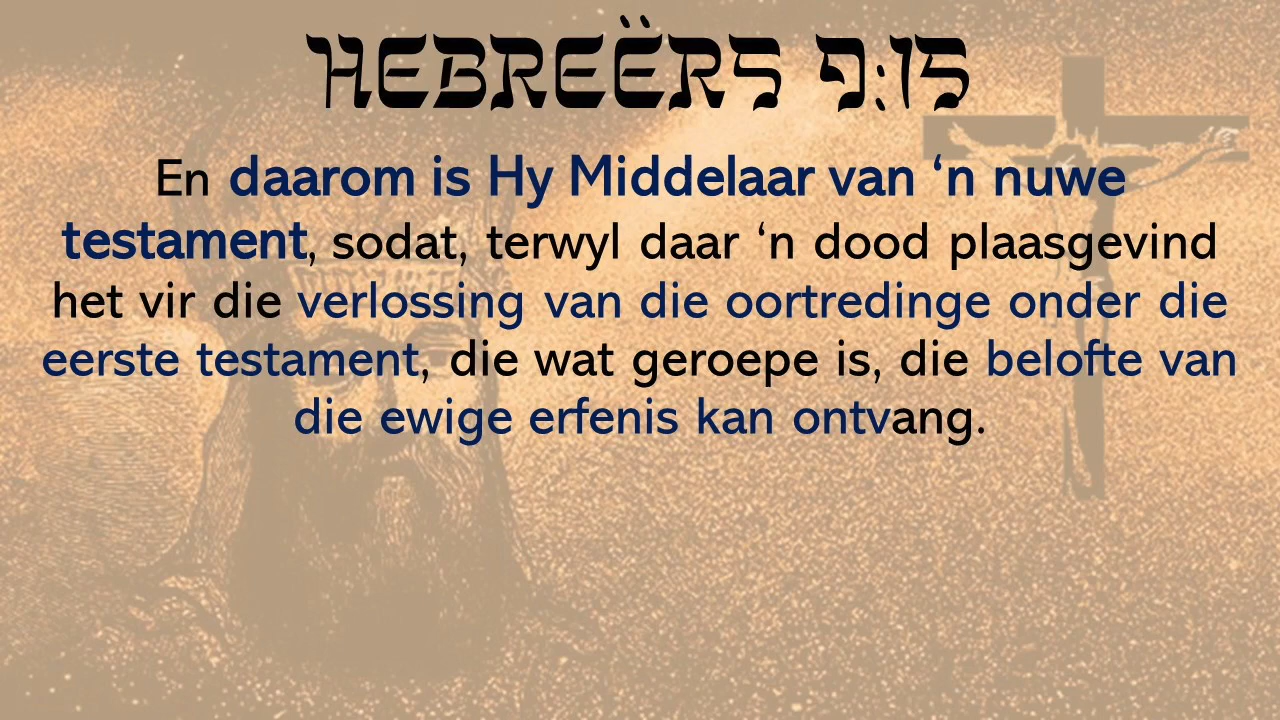 HEBREËRS 9:15
En daarom is Hy Middelaar van ‘n nuwe
testament, sodat, terwyl daar ‘n dood plaasgevind
het vir die verlossing van die oortredinge onder die
eerste testament, die wat geroepe is, die belofte van
die ewige erfenis kan ontvang.